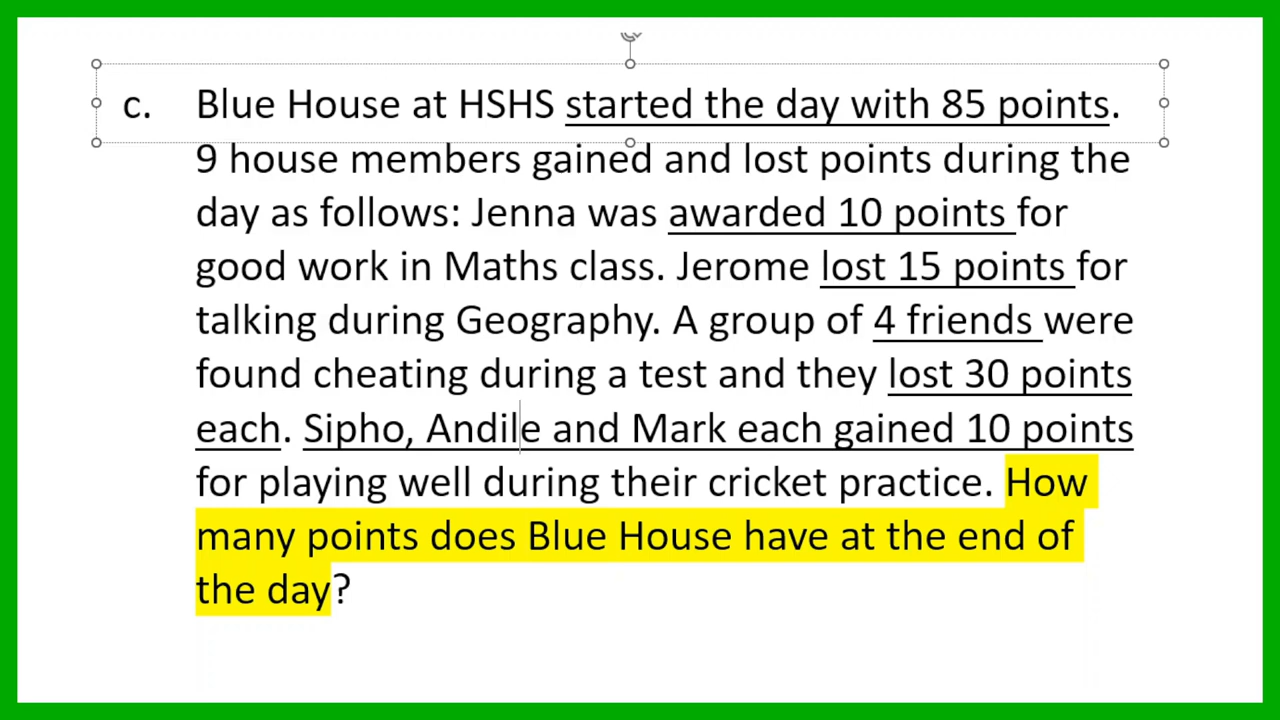 c. Blue House at HSHS started the day with 85 points.
9 house members gained and lost points during the
day as follows: Jenna was awarded 10 points for
good work in Maths class. Jerome lost 15 points for
talking during Geography. A group of 4 friends were
found cheating during a test and they lost 30 points
each. Sipho, Andile and Mark each gained 10 points
for playing well during their cricket practice. How
many points does Blue House have at the end of
the day?